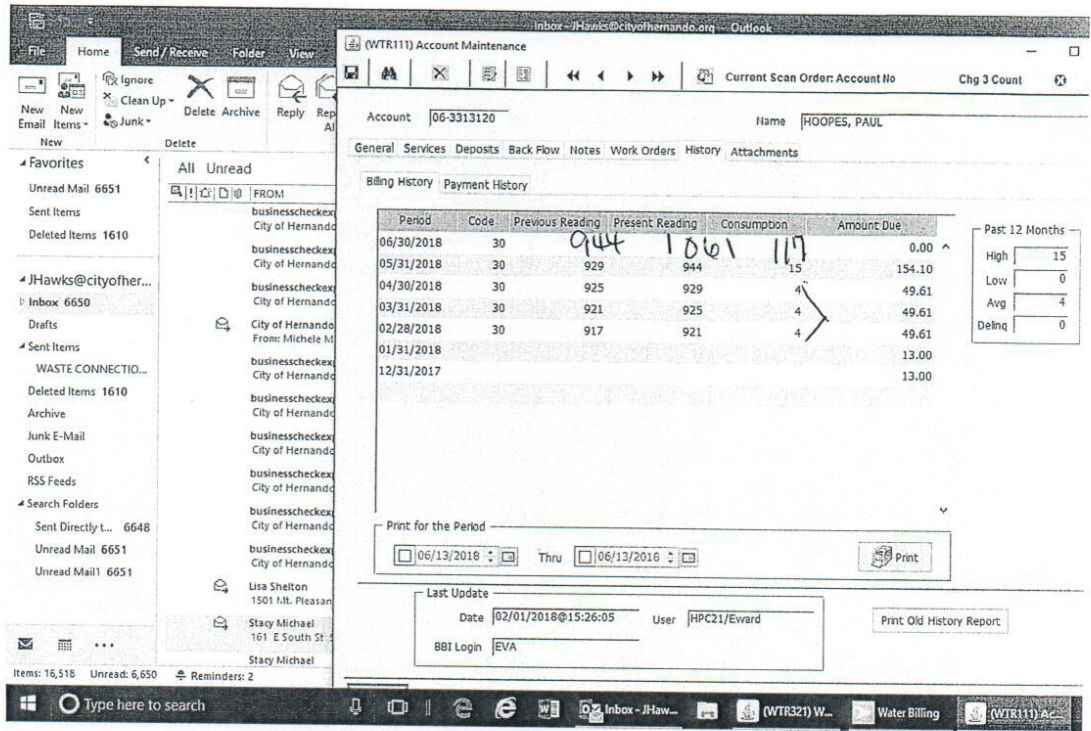 Inbox - JHawks@cityofhernando.org - Outlook
File Home Send / Receive Folder View
New Email
New Items
Ignore
Clean Up
Junk
Delete Archive
Reply
New
Delete
Favorites
Unread Mail 6651
Sent Items
Deleted Items 1610
JHawks@cityofher...
Inbox 6650
Drafts
Sent Items
WASTE CONNECTIO...
Deleted Items 1610
Archive
Junk E-Mail
Outbox
RSS Feeds
Search Folders
Sent Directly t... 6648
Unread Mail 6651
Unread Mail1 6651
All Unread
FROM
businesscheckexp
City of Hernando
businesscheckexp
City of Hernando
businesscheckexp
City of Hernando
City of Hernando
From: Michele M
businesscheckexp
City of Hernando
businesscheckexp
City of Hernando
businesscheckexp
City of Hernando
businesscheckexp
City of Hernando
businesscheckexp
City of Hernando
businesscheckexp
City of Hernando
Lisa Shelton
1501 Mt. Pleasan
Stacy Michael
161 E South St
Stacy Michael
Items: 16,518 Unread: 6,650 Reminders: 2
(WTR111) Account Maintenance
Current Scan Order: Account No Chg 3 Count
Account 06-3313120 Name HOOPES, PAUL
General Services Deposits Back Flow Notes Work Orders History Attachments
Billing History Payment History
Period Code Previous Reading Present Reading Consumption Amount Due
06/30/2018 30 944 1061 117 0.00
05/31/2018 30 929 944 15 154.10
04/30/2018 30 925 929 4 49.61
03/31/2018 30 921 925 4 49.61
02/28/2018 30 917 921 4 49.61
01/31/2018 13.00
12/31/2017 13.00
Past 12 Months
High 15
Low 0
Avg 4
Delinq 0
Print for the Period
06/13/2018 Thru 06/13/2018 Print
Last Update
Date 02/01/2018@15:26:05 User HPC21/Eward
BBI Login EVA
Print Old History Report
Type here to search
Inbox - JHaw...
(WTR321) W...
Water Billing
(WTR111) Ac...